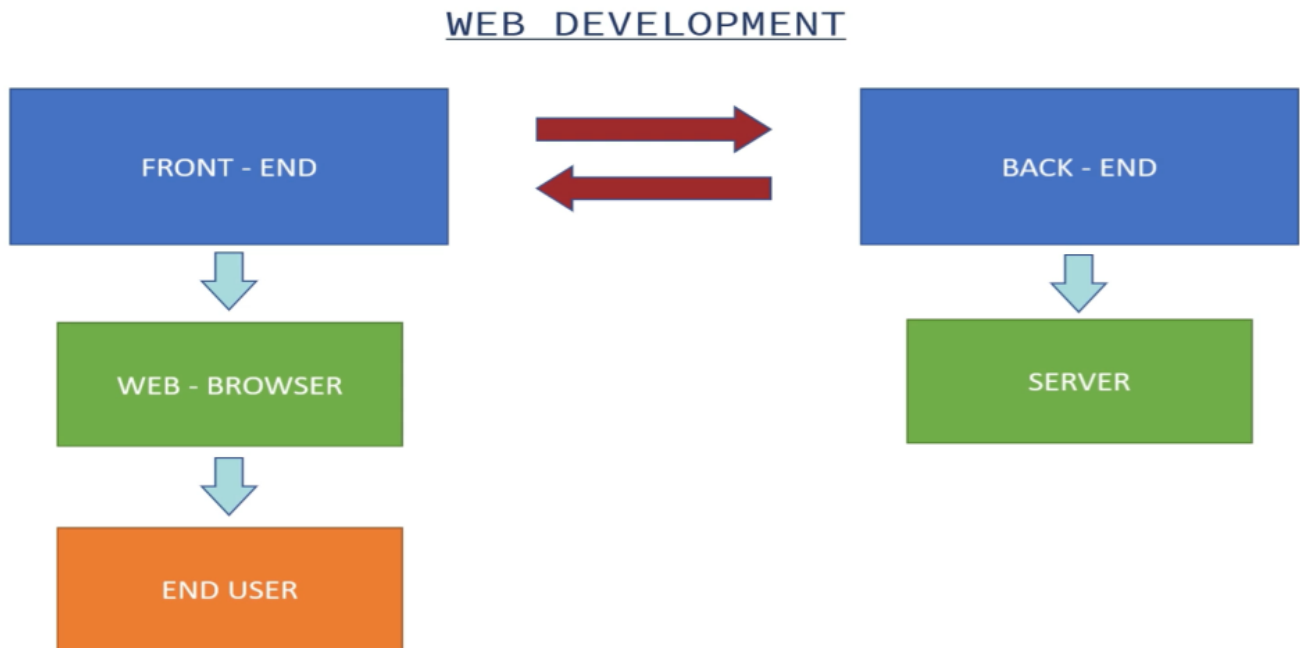 WEB DEVELOPMENT
FRONT - END
BACK - END
WEB - BROWSER
SERVER
END USER